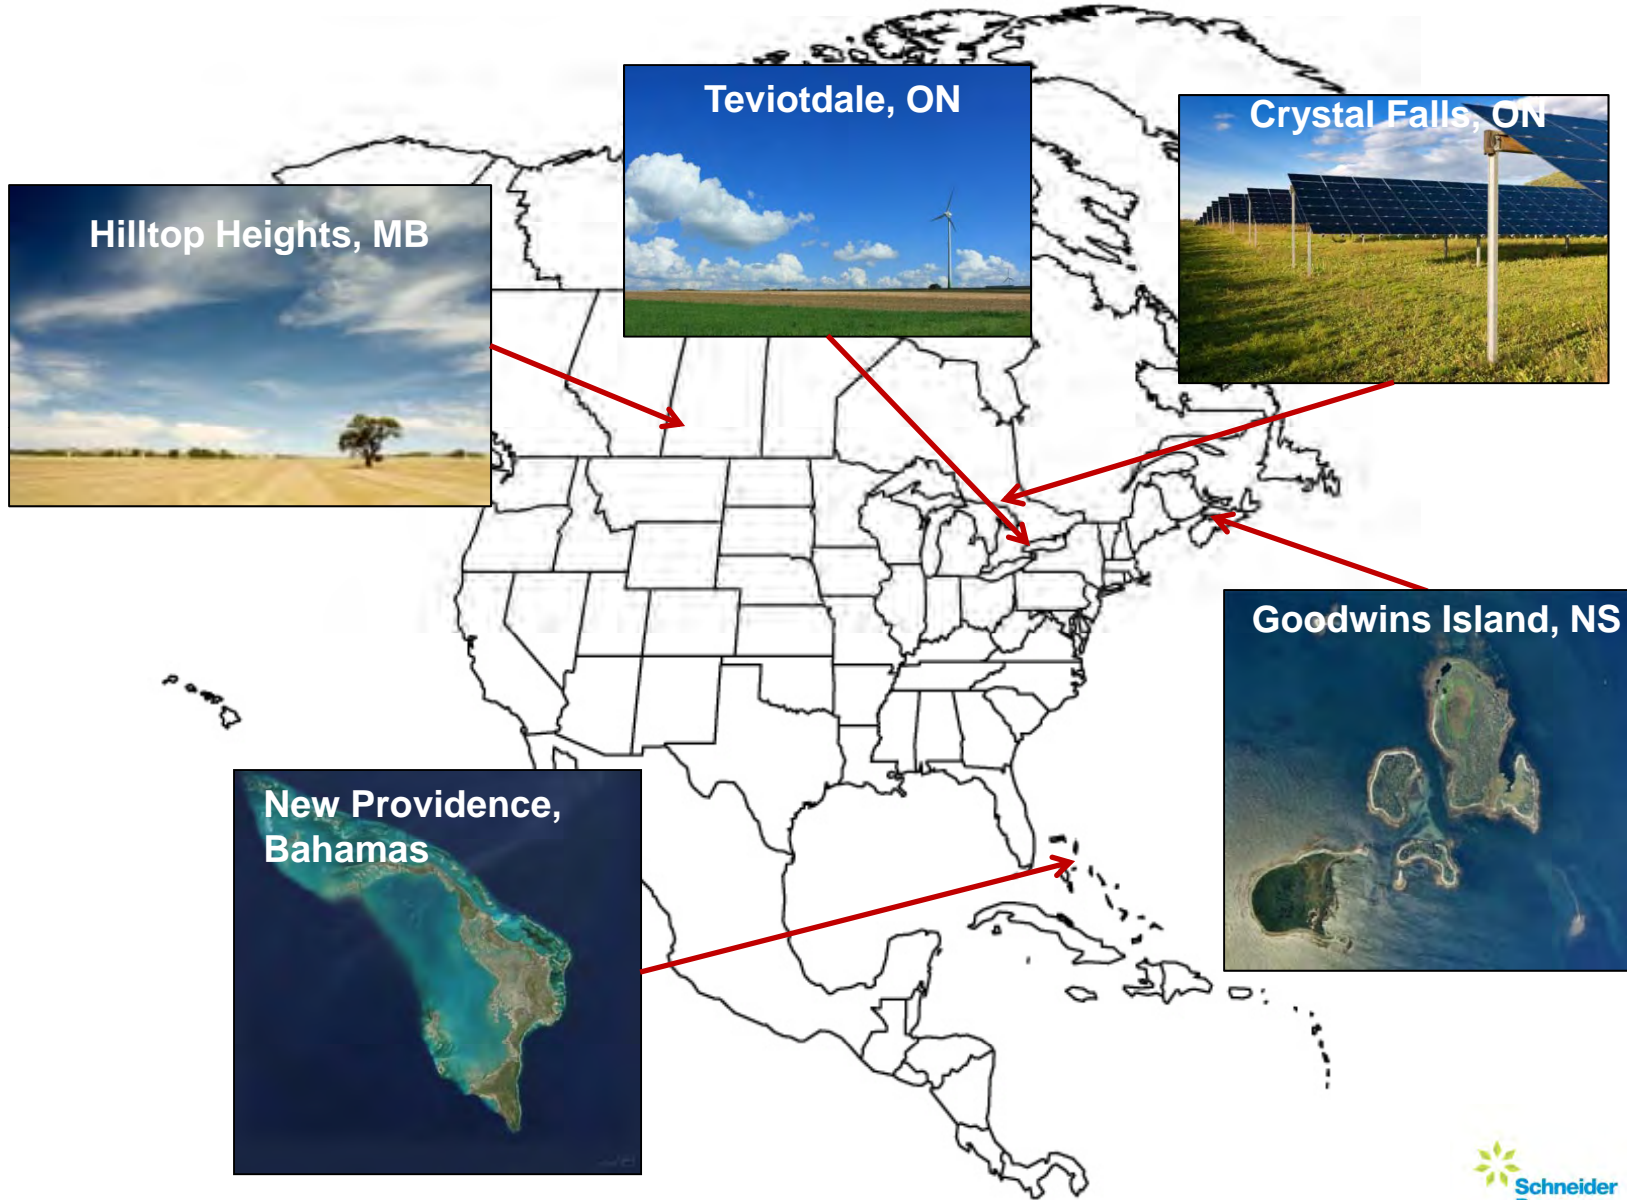 Teviotdale, ON
Crystal Falls, ON
Hilltop Heights, MB
Goodwins Island, NS
New Providence,
Bahamas
Schneider